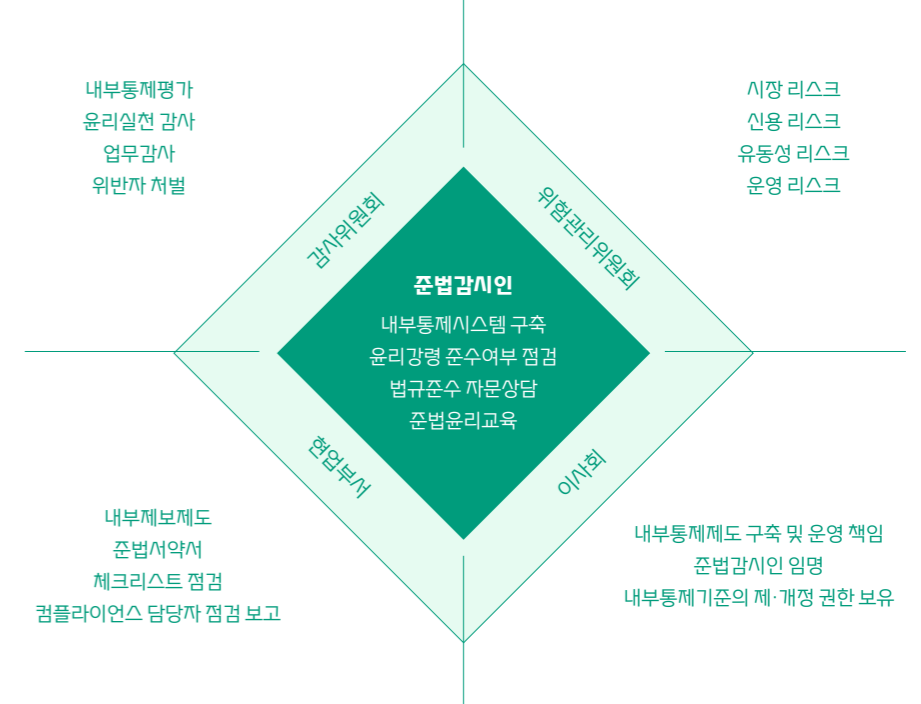 내부통제평가
윤리실천 감사
업무감사
위반자 처벌
감사위원회
시장 리스크
신용 리스크
유동성 리스크
운영 리스크
위험관리위원회
준법감시인
내부통제시스템 구축
윤리강령 준수여부 점검
법규준수 자문상담
준법윤리교육
현업부서
내부제보제도
준법서약서
체크리스트 점검
컴플라이언스 담당자 점검 보고
이사회
내부통제제도 구축 및 운영 책임
준법감시인 임명
내부통제기준의 제·개정 권한 보유